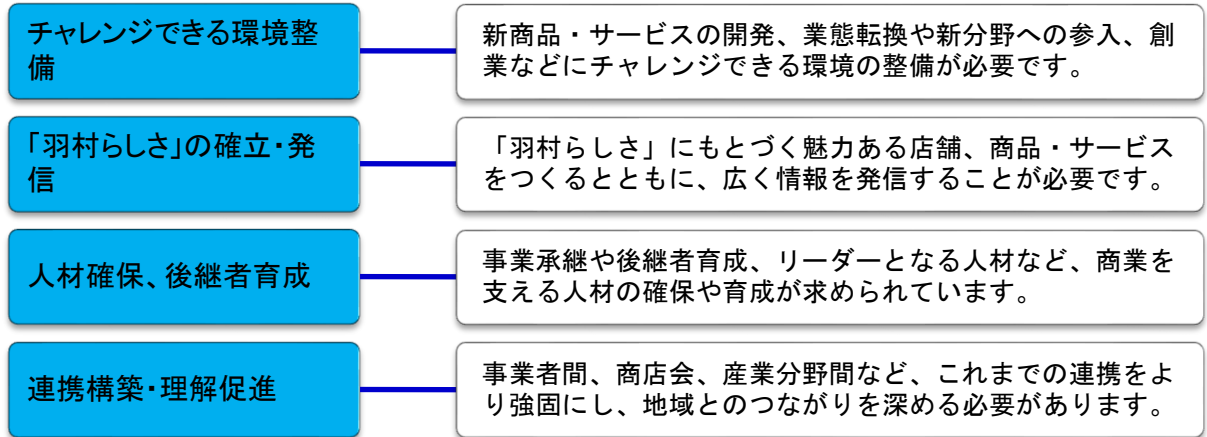 チャレンジできる環境整
備
新商品・サービスの開発、業態転換や新分野への参入、創
業などにチャレンジできる環境の整備が必要です。
「羽村らしさ」の確立・発
信
「羽村らしさ」にもとづく魅力ある店舗、商品・サービス
をつくるとともに、広く情報を発信することが必要です。
人材確保、後継者育成
事業承継や後継者育成、リーダーとなる人材など、商業を
支える人材の確保や育成が求められています。
連携構築・理解促進
事業者間、商店会、産業分野間など、これまでの連携をよ
り強固にし、地域とのつながりを深める必要があります。